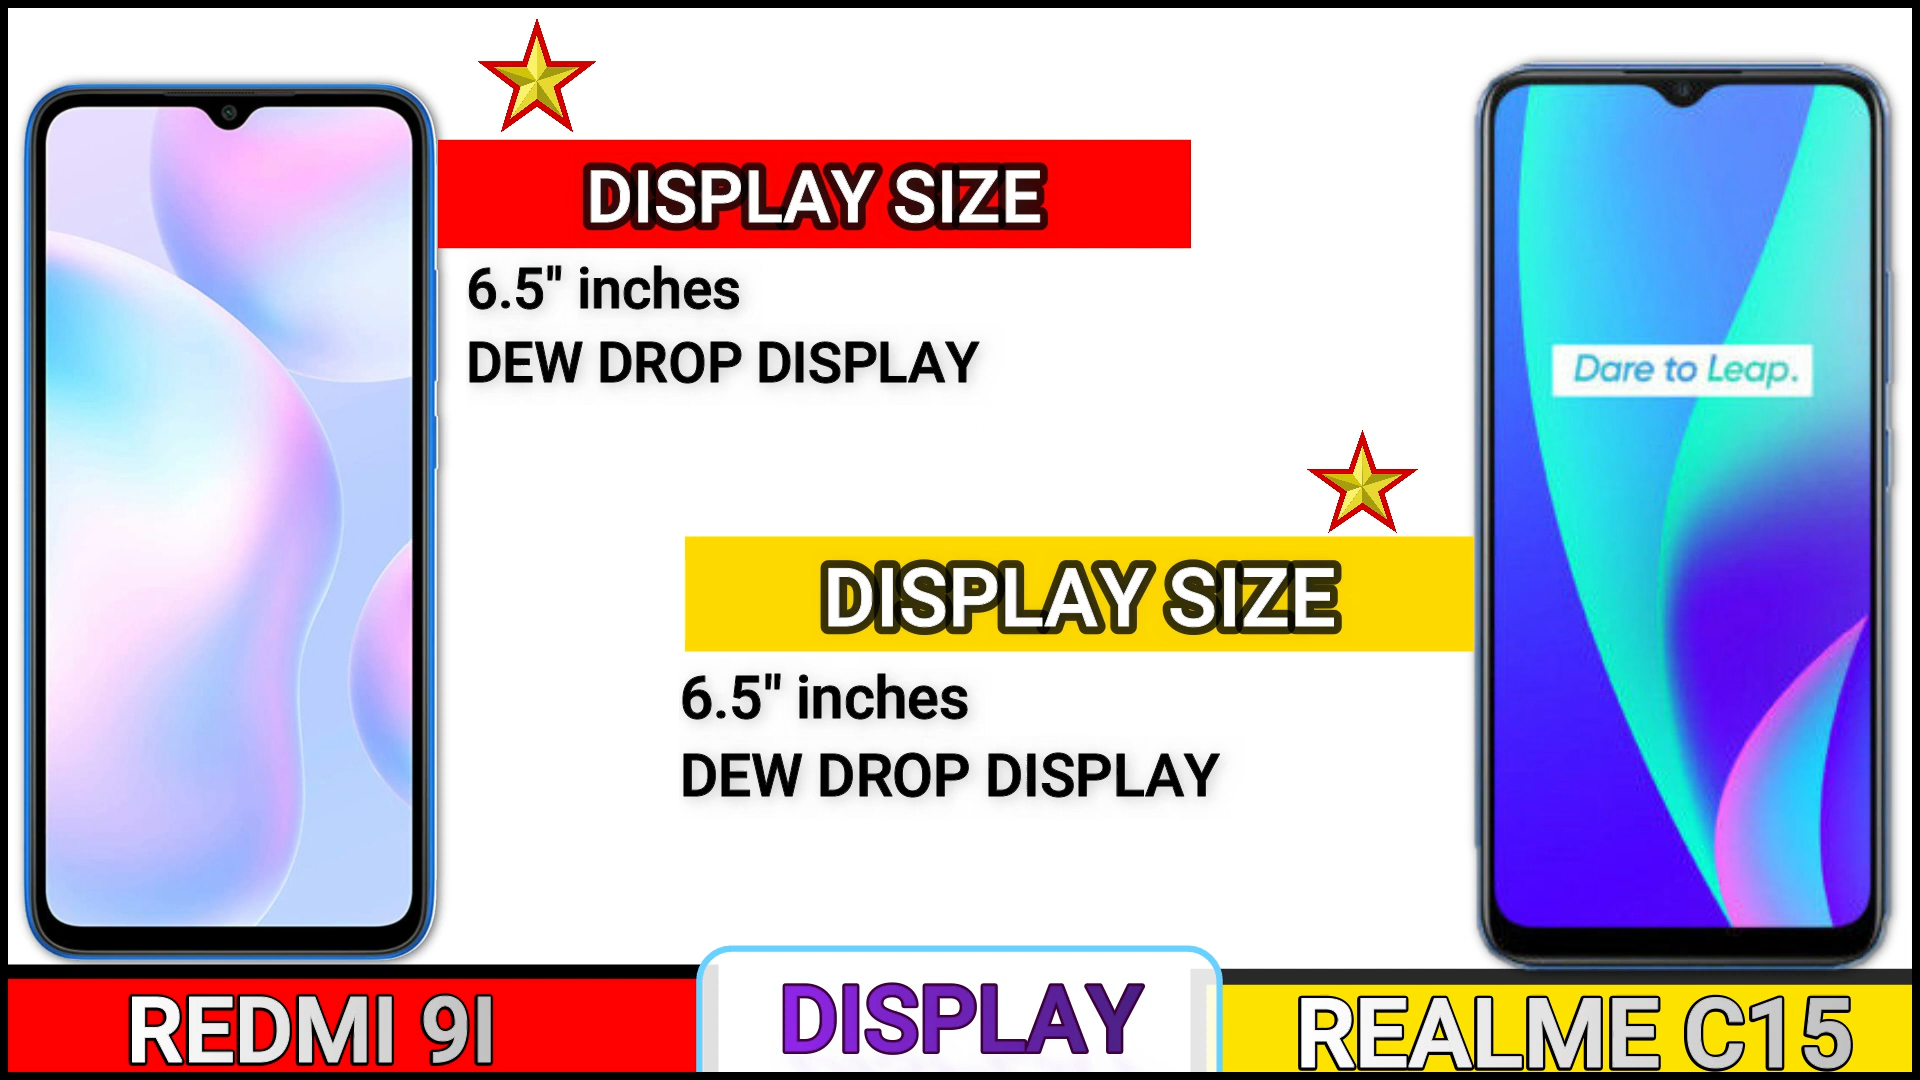 DISPLAY SIZE
6.5" inches
DEW DROP DISPLAY
Dare to Leap.
DISPLAY SIZE
6.5" inches
DEW DROP DISPLAY
REDMI 9I
DISPLAY
REALME C15